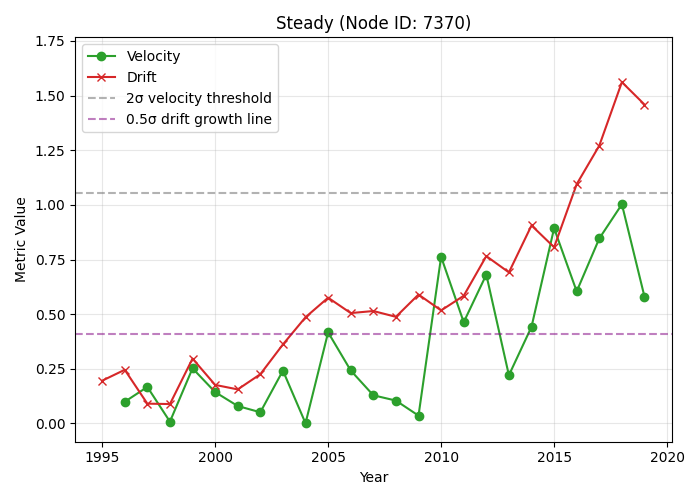 Steady (Node ID: 7370)
Velocity
Drift
2σ velocity threshold
0.5σ drift growth line
Metric Value
1.75
1.50
1.25
1.00
0.75
0.50
0.25
0.00
1995 2000 2005 2010 2015 2020
Year